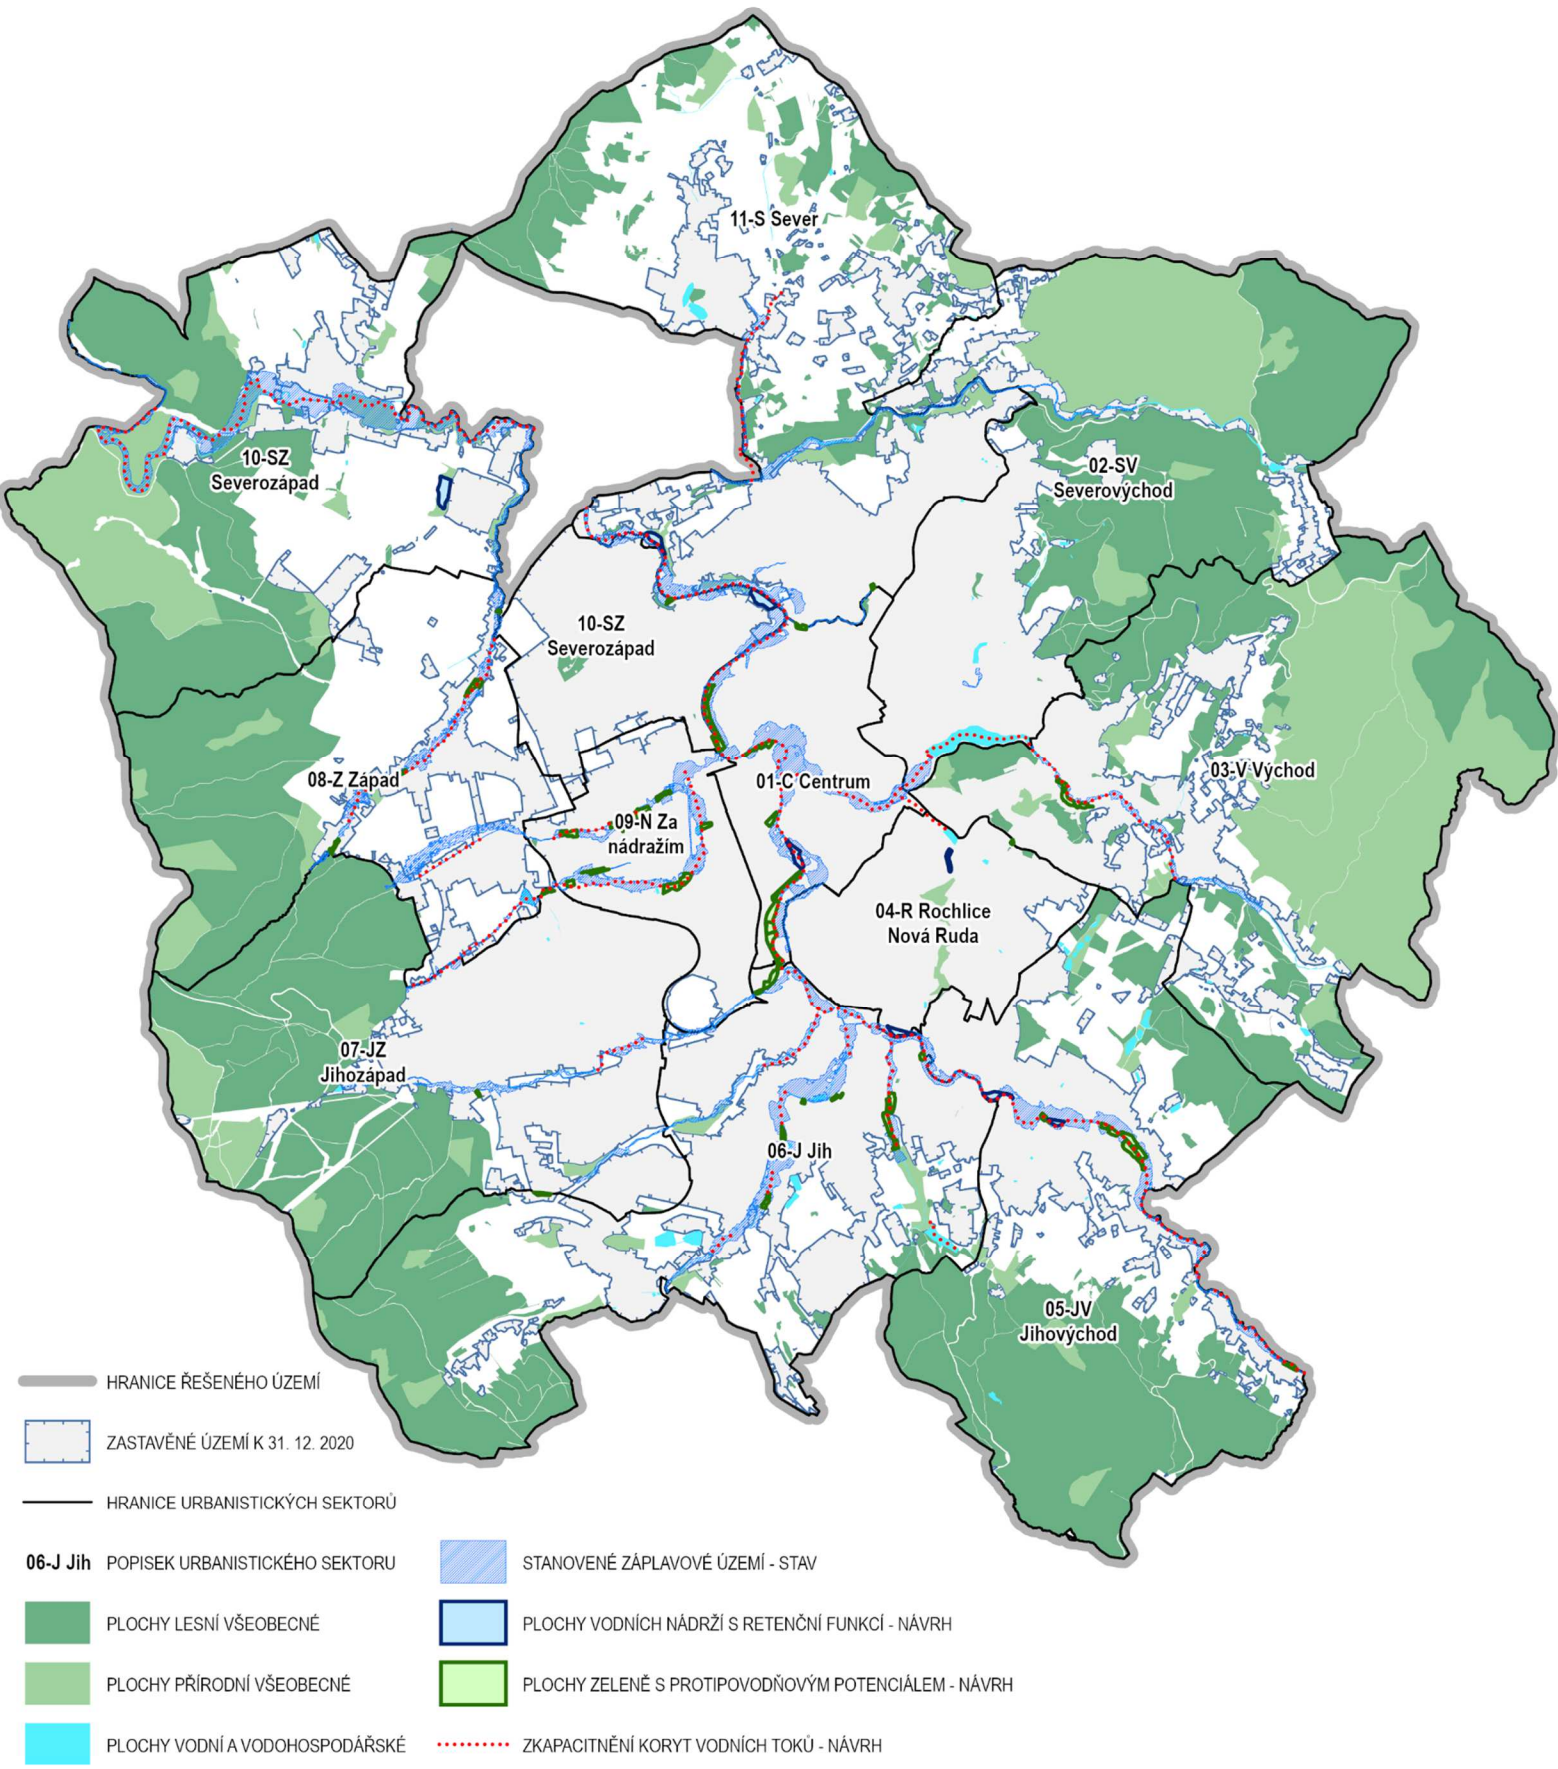 11-S Sever
10-SZ
Severozápad
02-SV
Severovýchod
10-SZ
Severozápad
08-Z Západ
01-C Centrum
03-V Východ
09-N Za
nádražím
04-R Rochlice
Nová Ruda
07-JZ
Jihozápad
06-J Jih
05-JV
Jihovýchod
HRANICE ŘEŠENÉHO ÚZEMÍ
ZASTAVĚNÉ ÚZEMÍ K 31. 12. 2020
HRANICE URBANISTICKÝCH SEKTORŮ
06-J Jih POPISEK URBANISTICKÉHO SEKTORU
PLOCHY LESNÍ VŠEOBECNÉ
PLOCHY PŘÍRODNÍ VŠEOBECNÉ
PLOCHY VODNÍ A VODOHOSPODÁŘSKÉ
STANOVENÉ ZÁPLAVOVÉ ÚZEMÍ - STAV
PLOCHY VODNÍCH NÁDRŽÍ S RETENČNÍ FUNKCÍ - NÁVRH
PLOCHY ZELENĚ S PROTIPOVODŇOVÝM POTENCIÁLEM - NÁVRH
ZKAPACITNĚNÍ KORYT VODNÍCH TOKŮ - NÁVRH